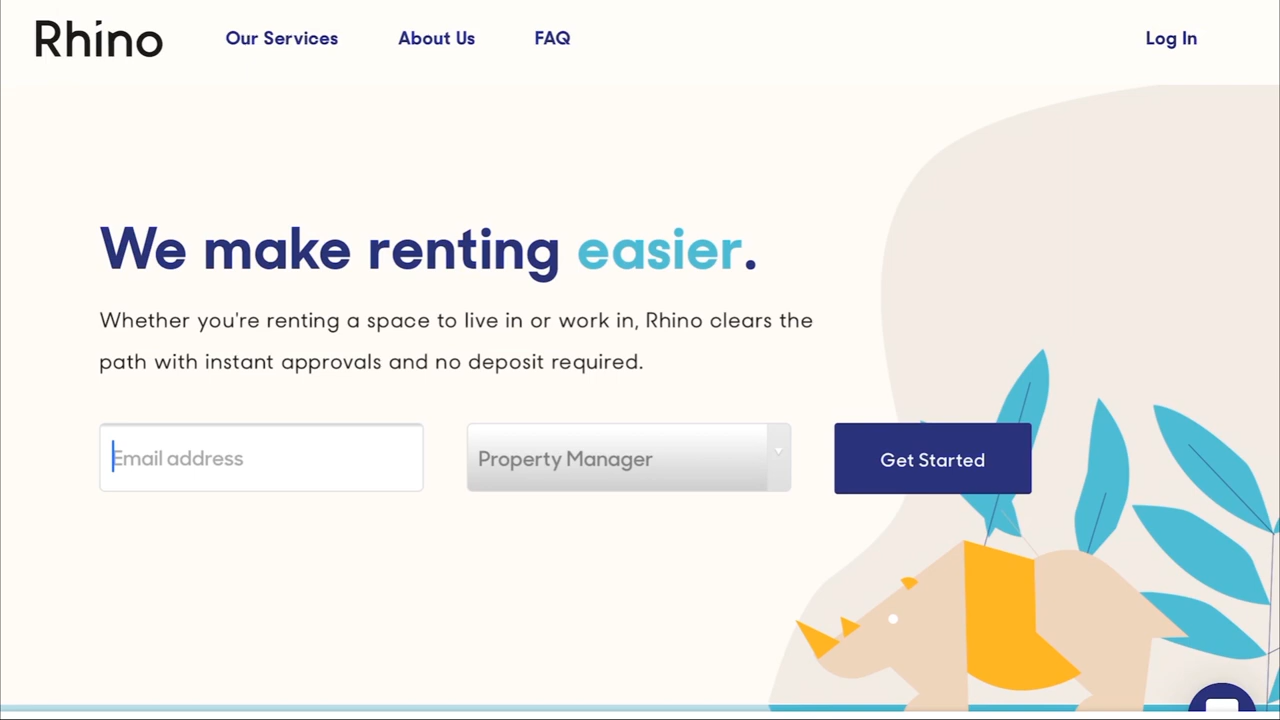 Rhino
Our Services
About Us
FAQ
Log In
We make renting easier.
Whether you're renting a space to live in or work in, Rhino clears the
path with instant approvals and no deposit required.
Email address
Property Manager
Get Started